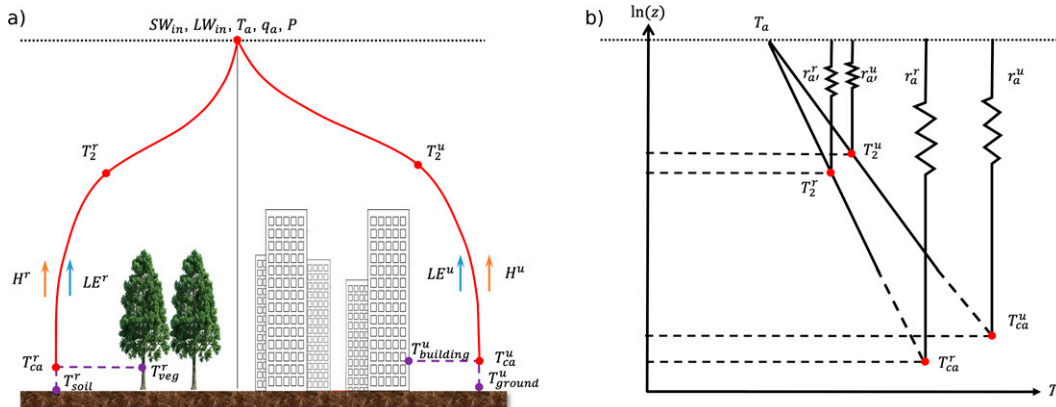 a)
SW_in, LW_in, T_a, q_a, P
T_2^r
T_2^u
H^r
LE^r
LE^u
H^u
T_ca^r
T_veg^r
T_soil^r
T_building^u
T_ca^u
T_ground^u
b)
ln(z)
T_a
r_a'^r
r_a'^u
r_a^r
r_a^u
T_2^u
T_2^r
T_ca^u
T_ca^r
T